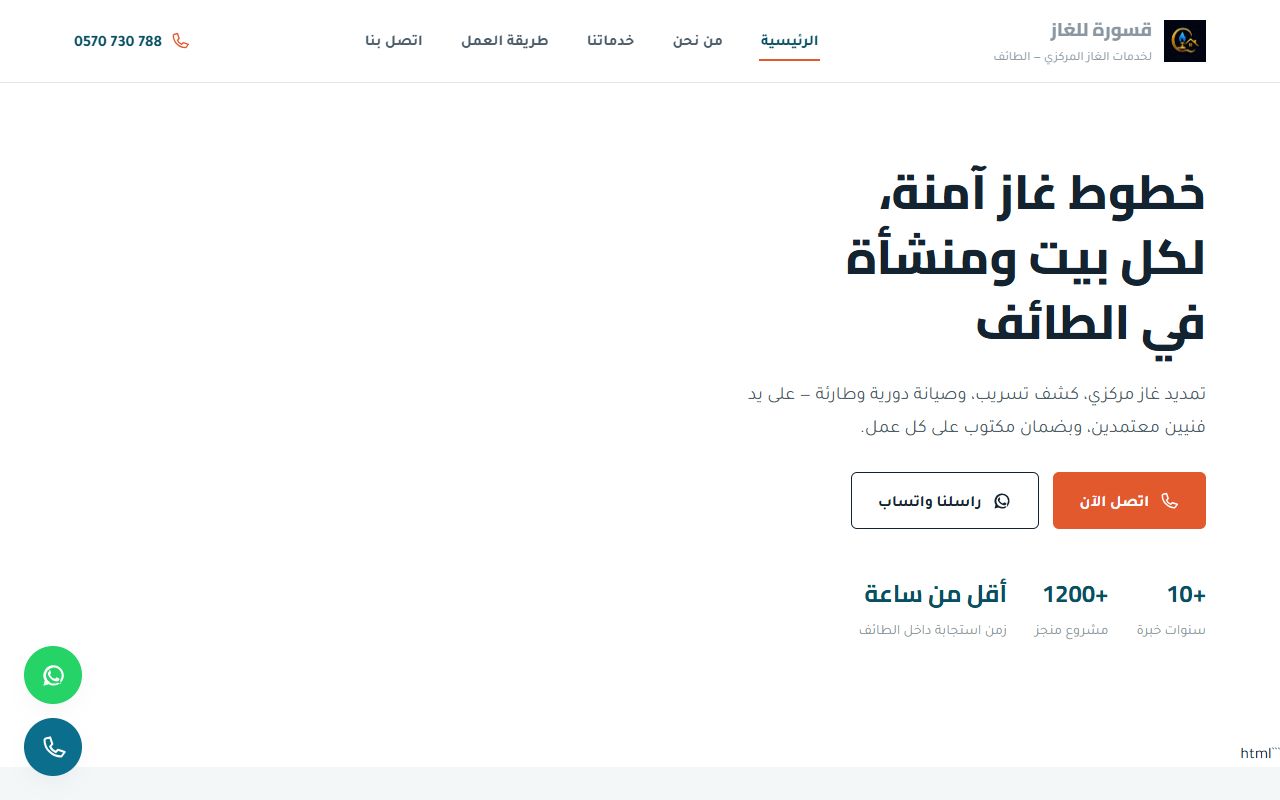 قسورة للغاز
لخدمات الغاز المركزي – الطائف
الرئيسية
من نحن
خدماتنا
طريقة العمل
اتصل بنا
0570 730 788
خطوط غاز آمنة،
لكل بيت ومنشأة
في الطائف
تمديد غاز مركزي، كشف تسريب، وصيانة دورية وطارئة – على يد
فنيين معتمدين، وبضمان مكتوب على كل عمل.
اتصل الآن
راسلنا واتساب
+10
سنوات خبرة
+1200
مشروع منجز
أقل من ساعة
زمن استجابة داخل الطائف
```html